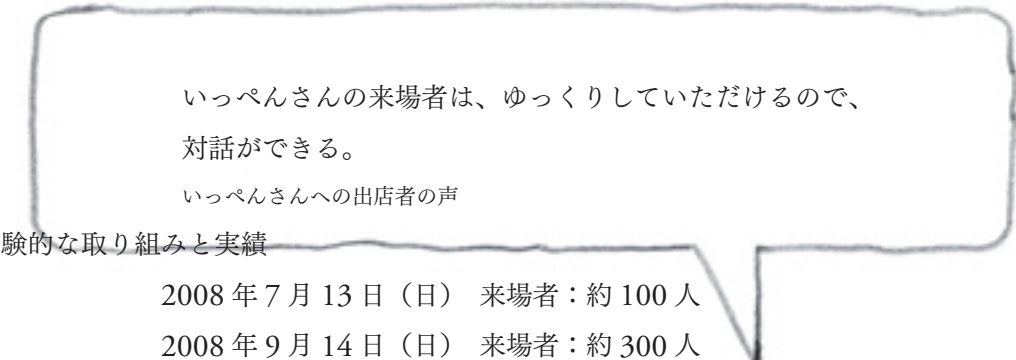 いっぺんさんの来場者は、ゆっくりしていただけるので、
対話ができる。
いっぺんさんへの出店者の声
験的な取り組みと実績
2008 年 7 月 13 日（日） 来場者：約 100 人
2008 年 9 月 14 日（日） 来場者：約 300 人